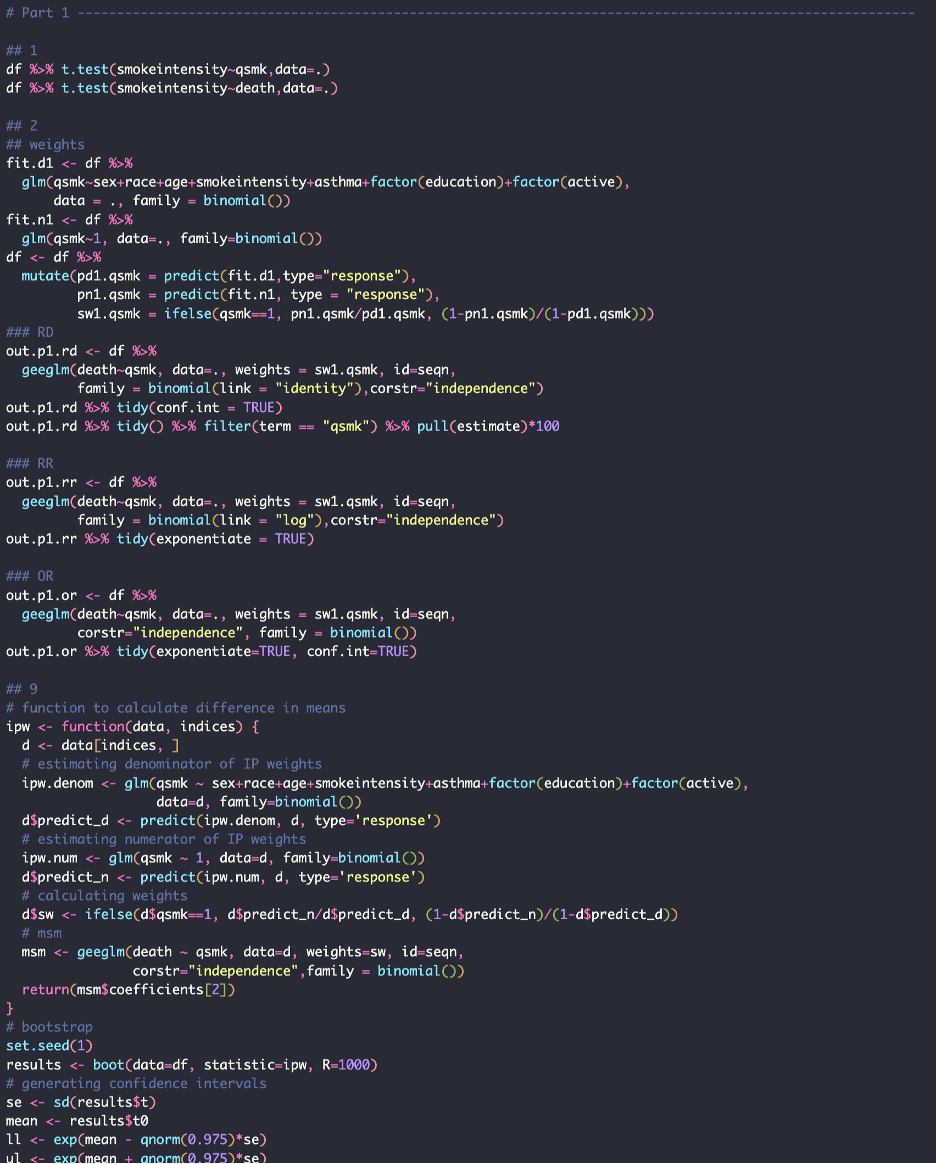 # Part 1 ----------------------------------------------------------------------------------------------------------
## 1
df %>% t.test(smokeintensity~qsmk,data=.)
df %>% t.test(smokeintensity~death,data=.)
## 2
## weights
fit.d1 <- df %>%
  glm(qsmk~sex+race+age+smokeintensity+asthma+factor(education)+factor(active),
      data = ., family = binomial())
fit.n1 <- df %>%
  glm(qsmk~1, data=., family=binomial())
df <- df %>%
  mutate(pd1.qsmk = predict(fit.d1,type="response"),
         pn1.qsmk = predict(fit.n1, type = "response"),
         sw1.qsmk = ifelse(qsmk==1, pn1.qsmk/pd1.qsmk, (1-pn1.qsmk)/(1-pd1.qsmk)))
### RD
out.p1.rd <- df %>%
  geeglm(death~qsmk, data=., weights = sw1.qsmk, id=seqn,
         family = binomial(link = "identity"),corstr="independence")
out.p1.rd %>% tidy(conf.int = TRUE)
out.p1.rd %>% tidy() %>% filter(term == "qsmk") %>% pull(estimate)*100
### RR
out.p1.rr <- df %>%
  geeglm(death~qsmk, data=., weights = sw1.qsmk, id=seqn,
         family = binomial(link = "log"),corstr="independence")
out.p1.rr %>% tidy(exponentiate = TRUE)
### OR
out.p1.or <- df %>%
  geeglm(death~qsmk, data=., weights = sw1.qsmk, id=seqn,
         corstr="independence", family = binomial())
out.p1.or %>% tidy(exponentiate=TRUE, conf.int=TRUE)
## 9
# function to calculate difference in means
ipw <- function(data, indices) {
  d <- data[indices, ]
  # estimating denominator of IP weights
  ipw.denom <- glm(qsmk ~ sex+race+age+smokeintensity+asthma+factor(education)+factor(active),
                   data=d, family=binomial())
  d$predict_d <- predict(ipw.denom, d, type='response')
  # estimating numerator of IP weights
  ipw.num <- glm(qsmk ~ 1, data=d, family=binomial())
  d$predict_n <- predict(ipw.num, d, type='response')
  # calculating weights
  d$sw <- ifelse(d$qsmk==1, d$predict_n/d$predict_d, (1-d$predict_n)/(1-d$predict_d))
  # msm
  msm <- geeglm(death ~ qsmk, data=d, weights=sw, id=seqn,
                corstr="independence",family = binomial())
  return(msm$coefficients[2])
}
# bootstrap
set.seed(1)
results <- boot(data=df, statistic=ipw, R=1000)
# generating confidence intervals
se <- sd(results$t)
mean <- results$t0
ll <- exp(mean - qnorm(0.975)*se)
ul <- exp(mean + qnorm(0.975)*se)